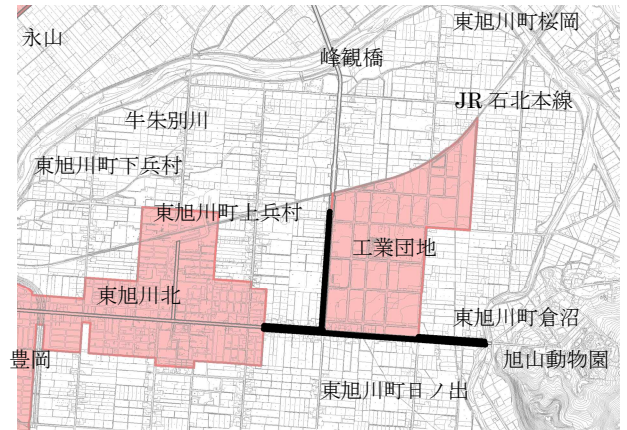 東旭川町桜岡
永山
峰観橋
JR 石北本線
牛朱別川
東旭川町下兵村
東旭川町上兵村
工業団地
東旭川北
東旭川町倉沼
豊岡
旭山動物園
東旭川町日ノ出